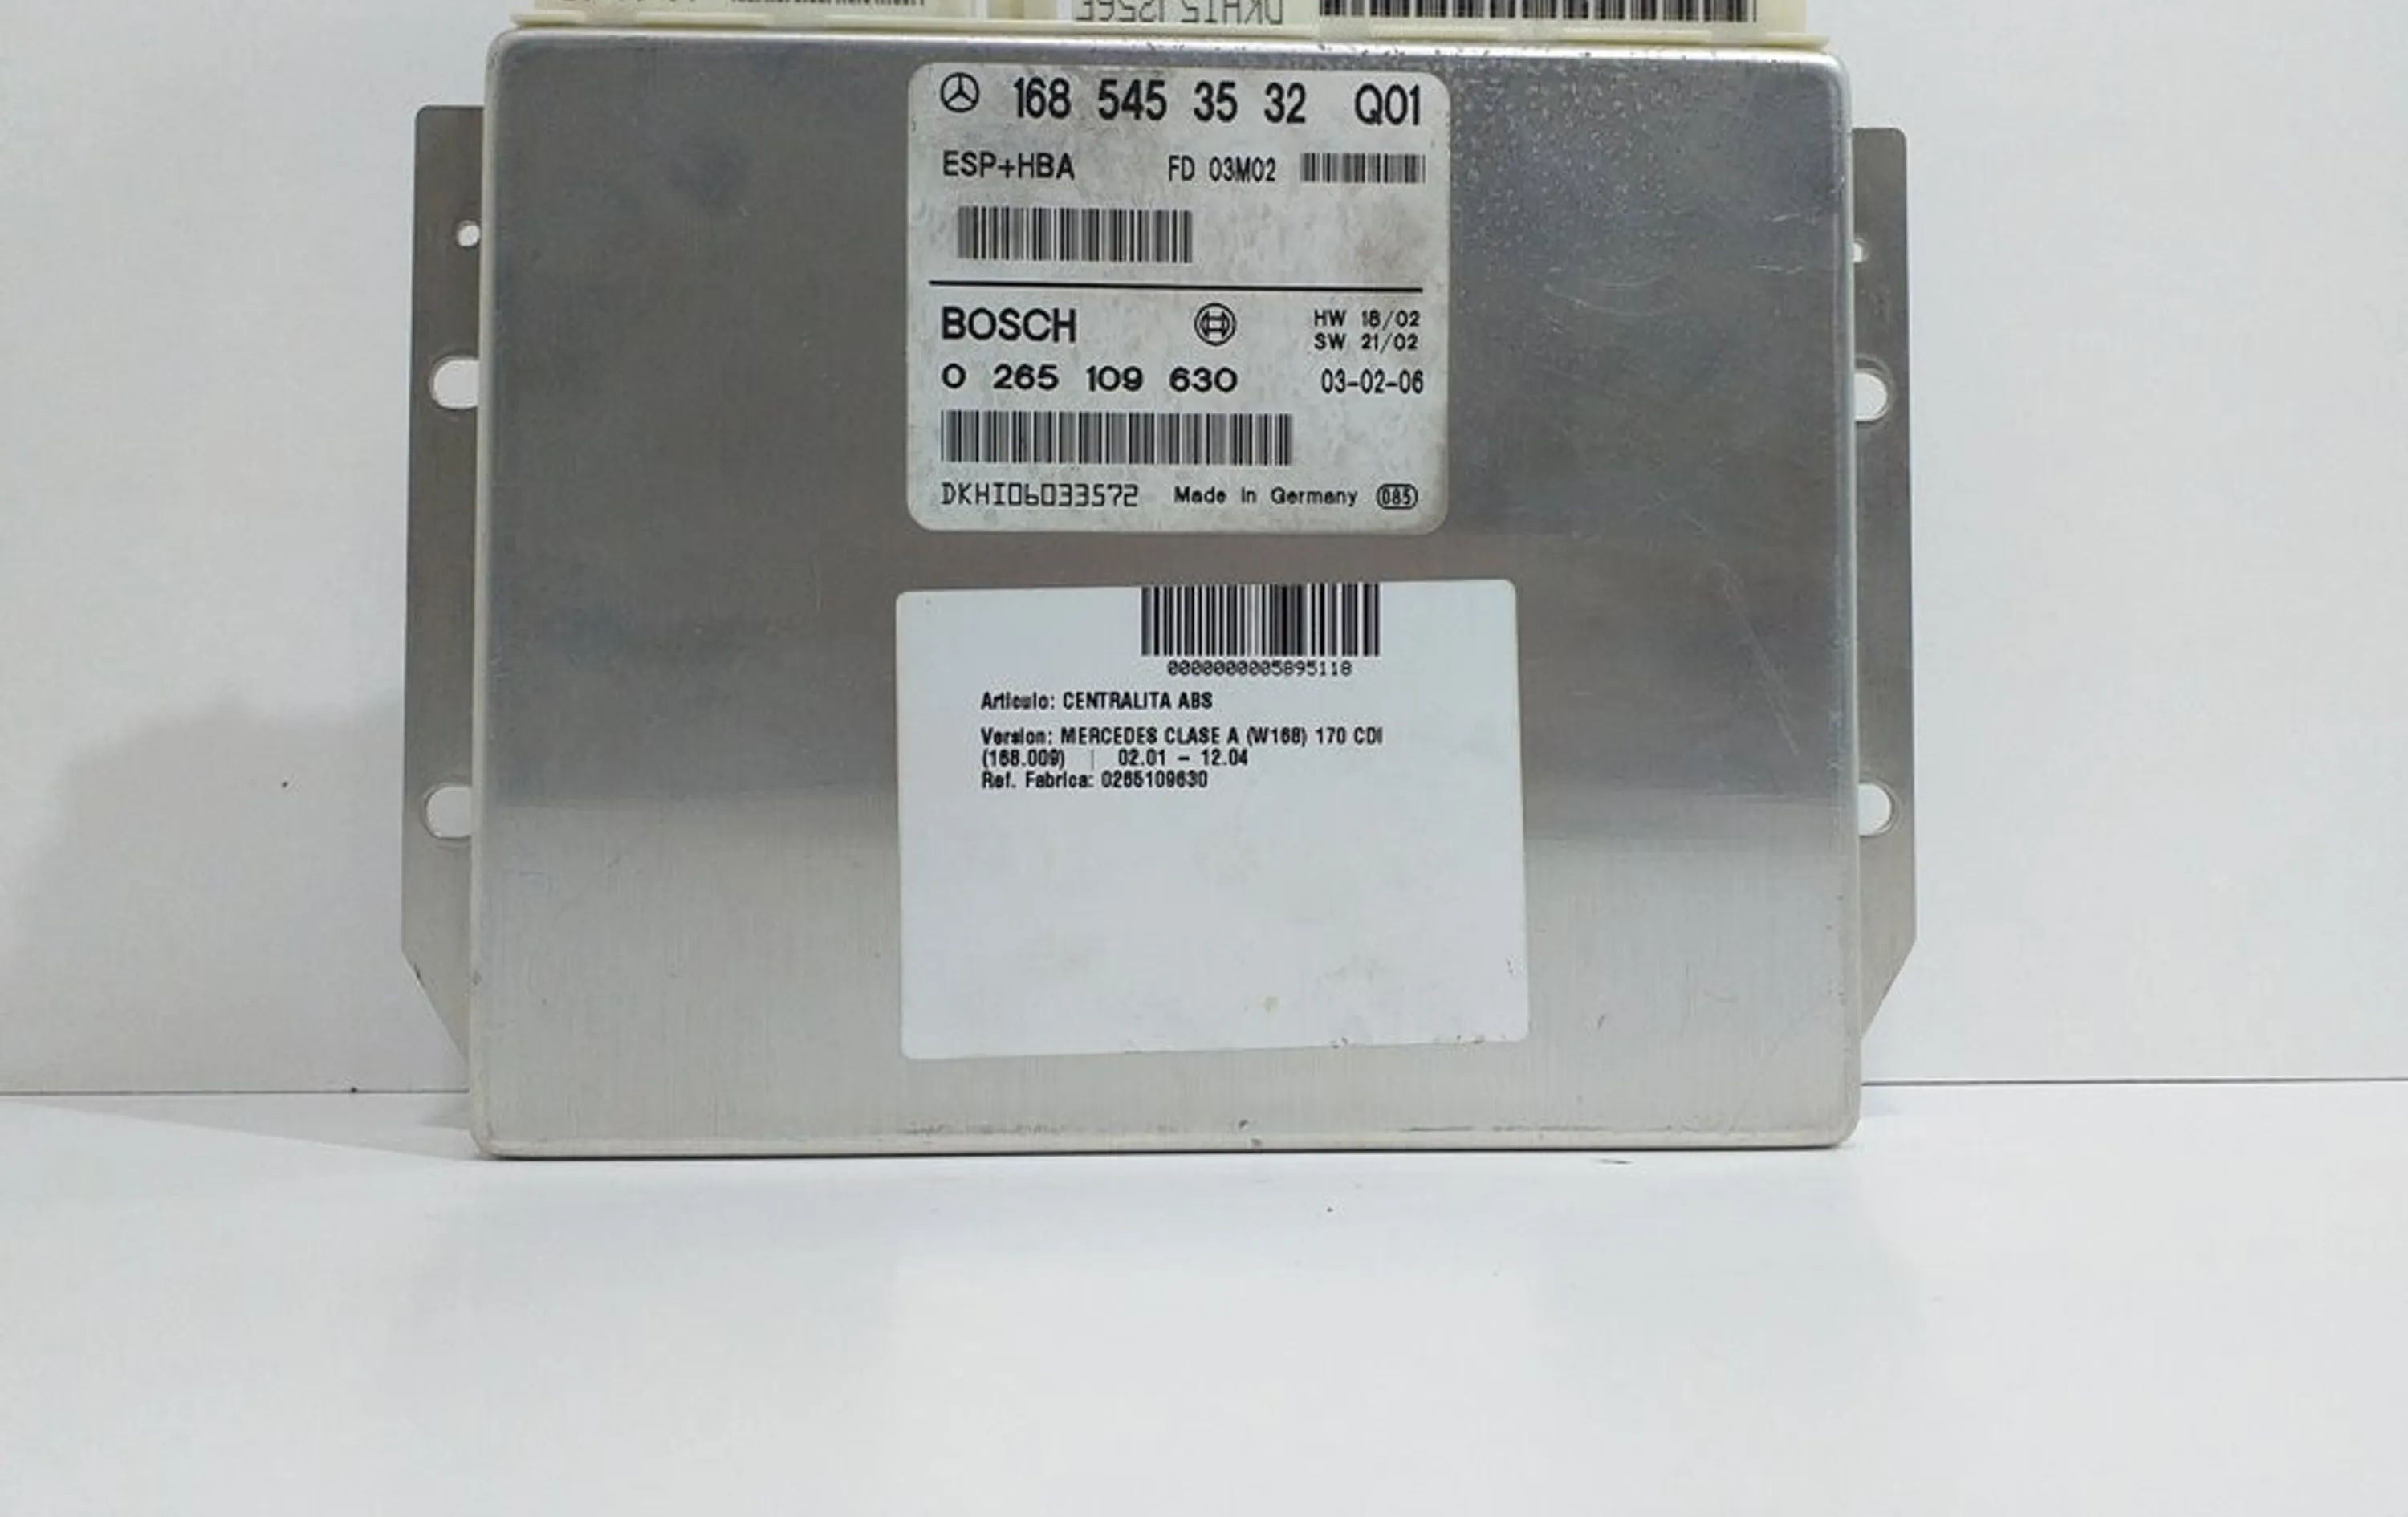 168 545 35 32 Q01
ESP+HBA FD 03M02
BOSCH HW 18/02
SW 21/02
0 265 109 630 03-02-06
DKHI06033572 Made in Germany 085
0000000005895118
Articulo: CENTRALITA ABS
Version: MERCEDES CLASE A (W168) 170 CDI
(168.009) | 02.01 - 12.04
Ref. Fabrica: 0265109630